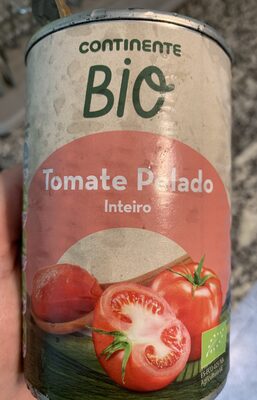 CONTINENTE
BiO
Tomate Pelado
Inteiro